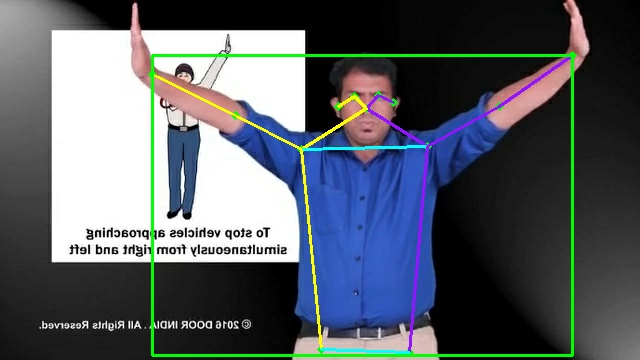 To stop vehicles approaching
simultaneously from right and left
© 2016 DOOR INDIA. All Rights Reserved.